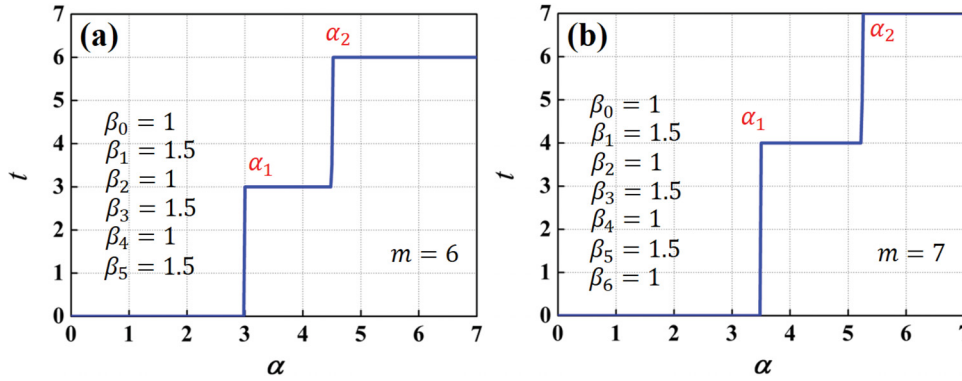 (a)
α₂
α₁
β₀ = 1
β₁ = 1.5
β₂ = 1
β₃ = 1.5
β₄ = 1
β₅ = 1.5
m = 6
t
7
6
5
4
3
2
1
0
0 1 2 3 4 5 6 7
α
(b)
α₂
α₁
β₀ = 1
β₁ = 1.5
β₂ = 1
β₃ = 1.5
β₄ = 1
β₅ = 1.5
β₆ = 1
m = 7
t
7
6
5
4
3
2
1
0
0 1 2 3 4 5 6 7
α